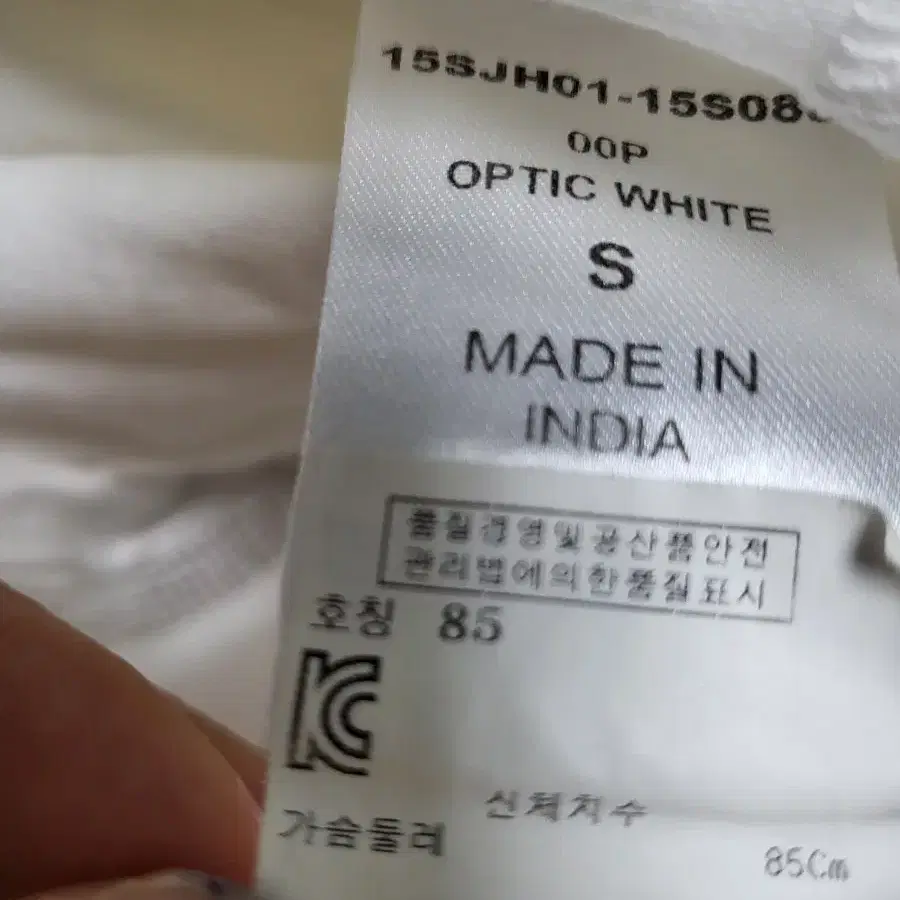 15SJH01-15S08
00P
OPTIC WHITE
S
MADE IN
INDIA
품질경영및공산품안전
관리법에의한품질표시
호칭 85
KC
신체치수
가슴둘레
85Cm